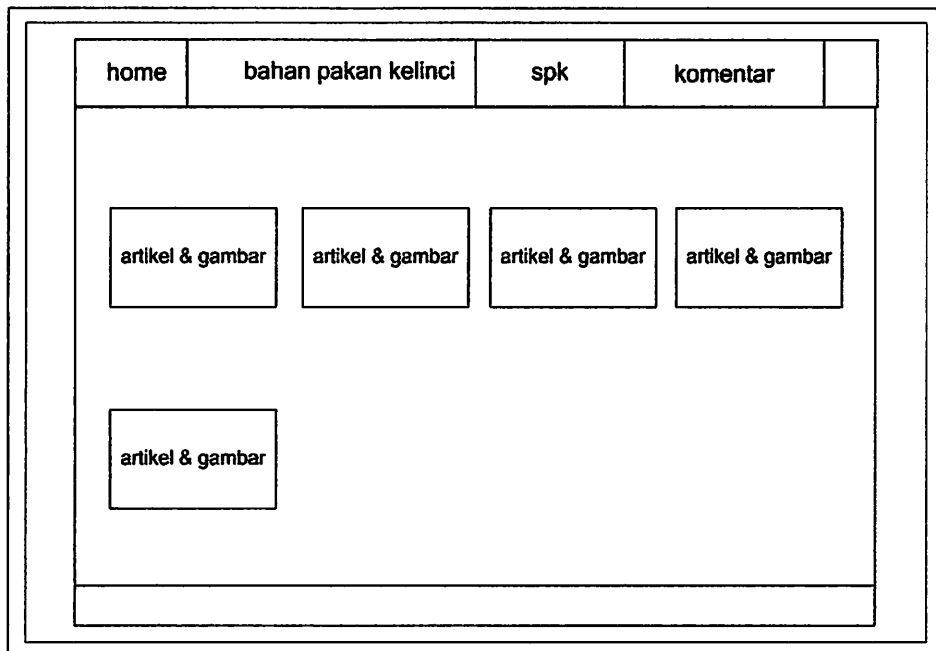 home bahan pakan kelinci spk komentar
artikel & gambar artikel & gambar artikel & gambar artikel & gambar
artikel & gambar